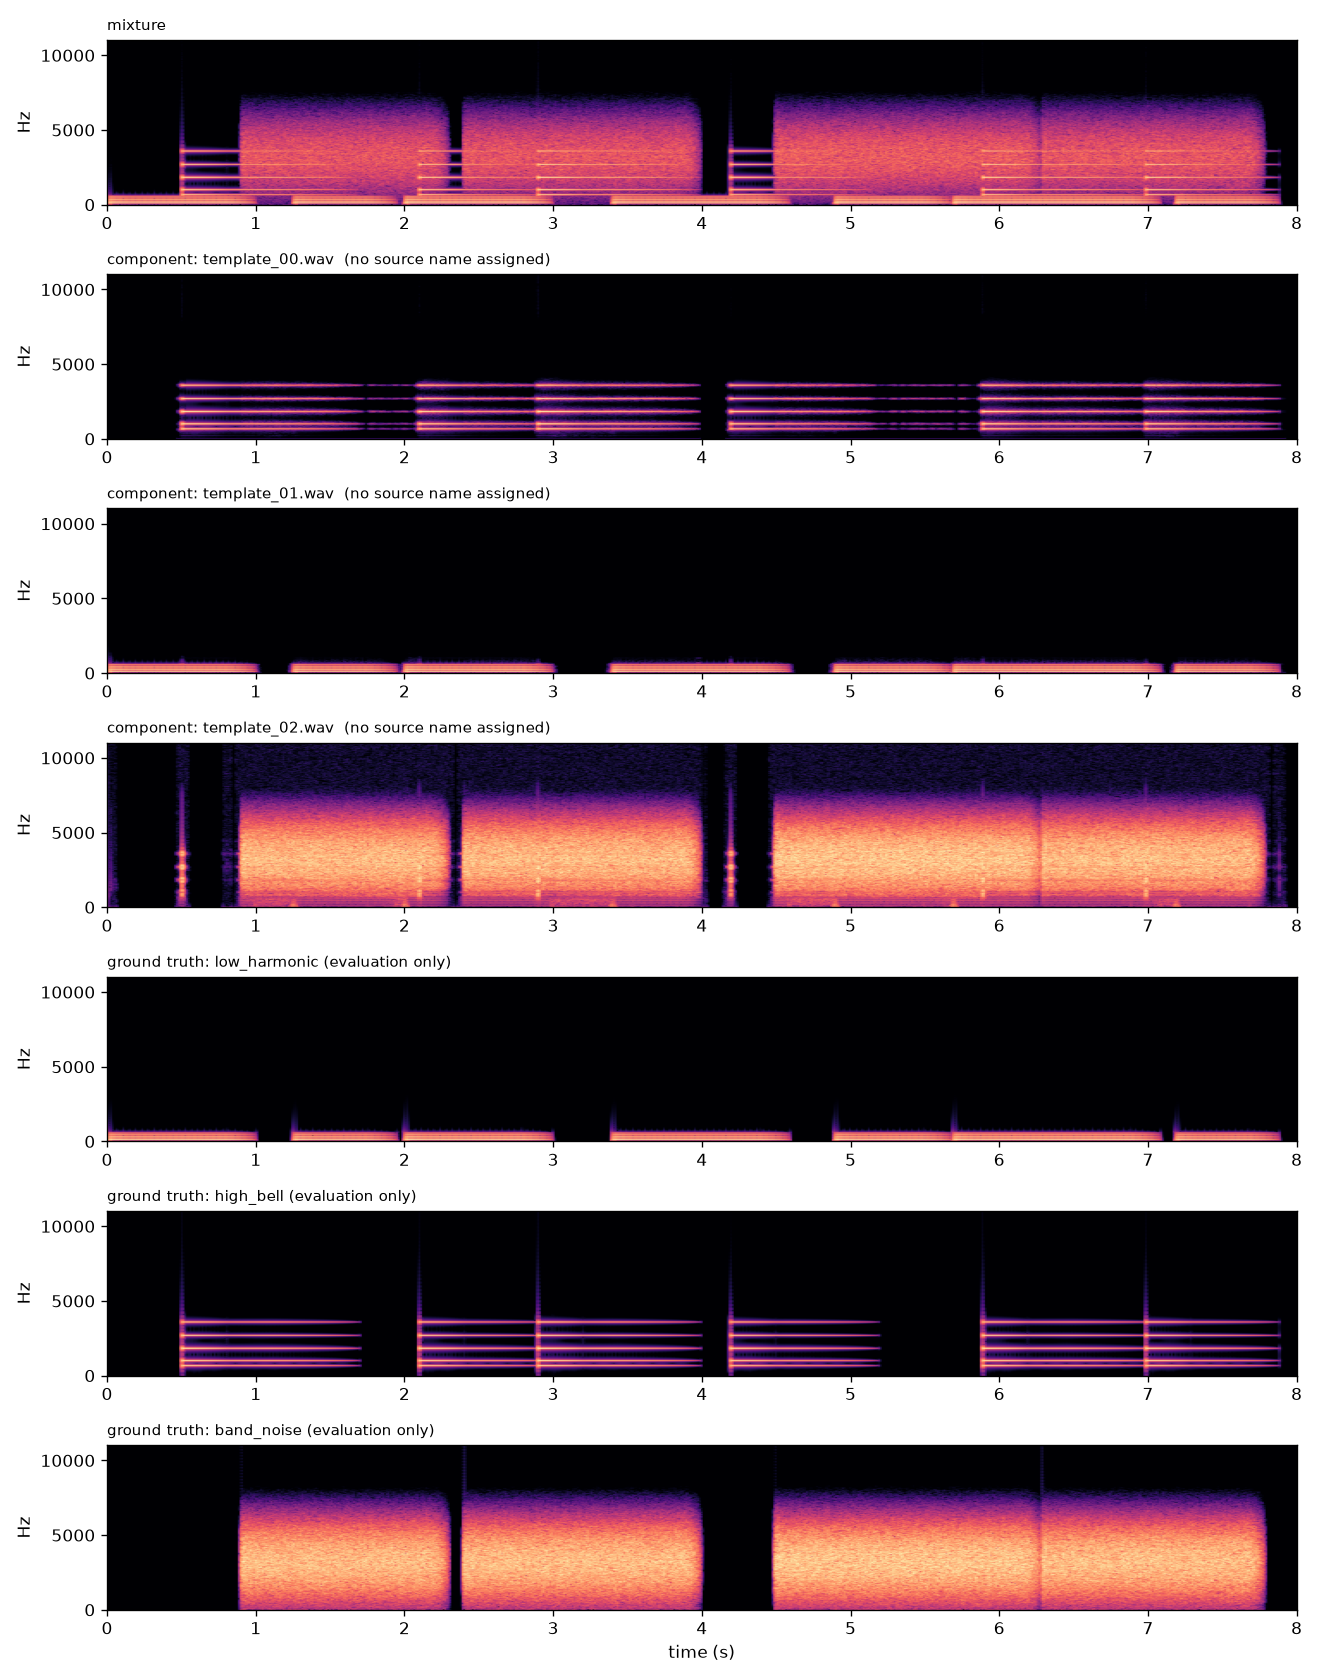 mixture
10000
5000
0
Hz
0 1 2 3 4 5 6 7 8
component: template_00.wav (no source name assigned)
10000
5000
0
Hz
0 1 2 3 4 5 6 7 8
component: template_01.wav (no source name assigned)
10000
5000
0
Hz
0 1 2 3 4 5 6 7 8
component: template_02.wav (no source name assigned)
10000
5000
0
Hz
0 1 2 3 4 5 6 7 8
ground truth: low_harmonic (evaluation only)
10000
5000
0
Hz
0 1 2 3 4 5 6 7 8
ground truth: high_bell (evaluation only)
10000
5000
0
Hz
0 1 2 3 4 5 6 7 8
ground truth: band_noise (evaluation only)
10000
5000
0
Hz
0 1 2 3 4 5 6 7 8
time (s)